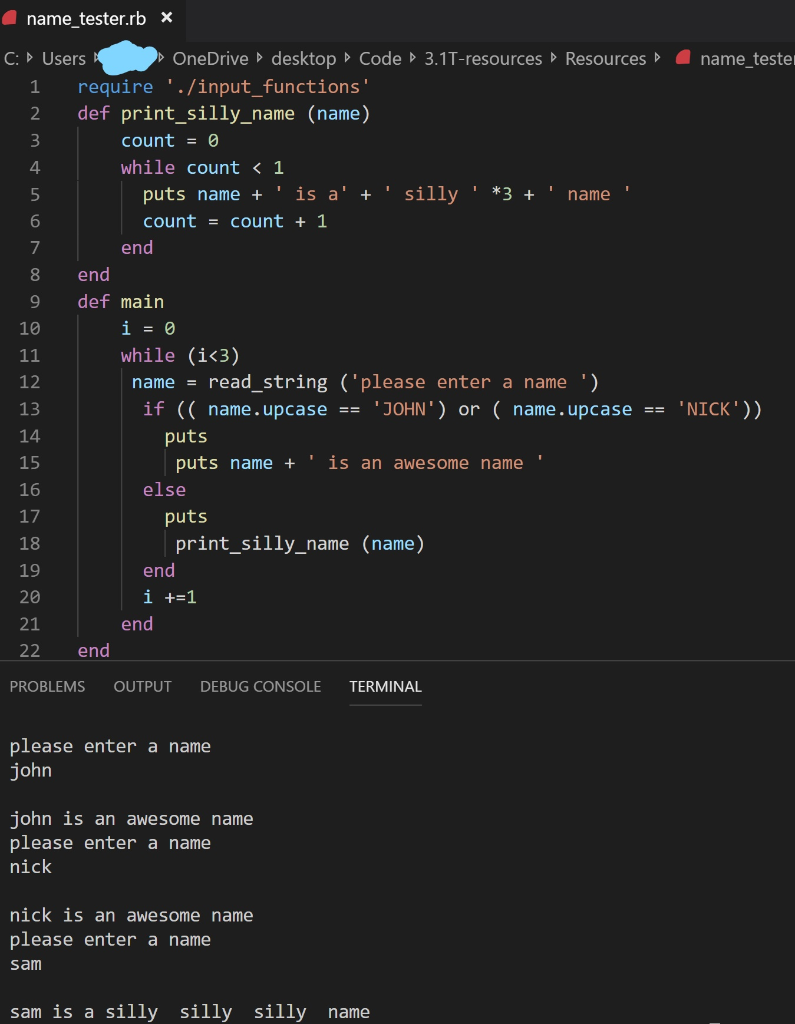 name_tester.rb ×
C: Users OneDrive desktop Code 3.1T-resources Resources name_tester
1 require './input_functions'
2 def print_silly_name (name)
3 count = 0
4 while count < 1
5 puts name + ' is a' + ' silly ' *3 + ' name '
6 count = count + 1
7 end
8 end
9 def main
10 i = 0
11 while (i<3)
12 name = read_string ('please enter a name ')
13 if (( name.upcase == 'JOHN') or ( name.upcase == 'NICK'))
14 puts
15 puts name + ' is an awesome name '
16 else
17 puts
18 print_silly_name (name)
19 end
20 i +=1
21 end
22 end
PROBLEMS OUTPUT DEBUG CONSOLE TERMINAL
please enter a name
john
john is an awesome name
please enter a name
nick
nick is an awesome name
please enter a name
sam
sam is a silly  silly  silly  name